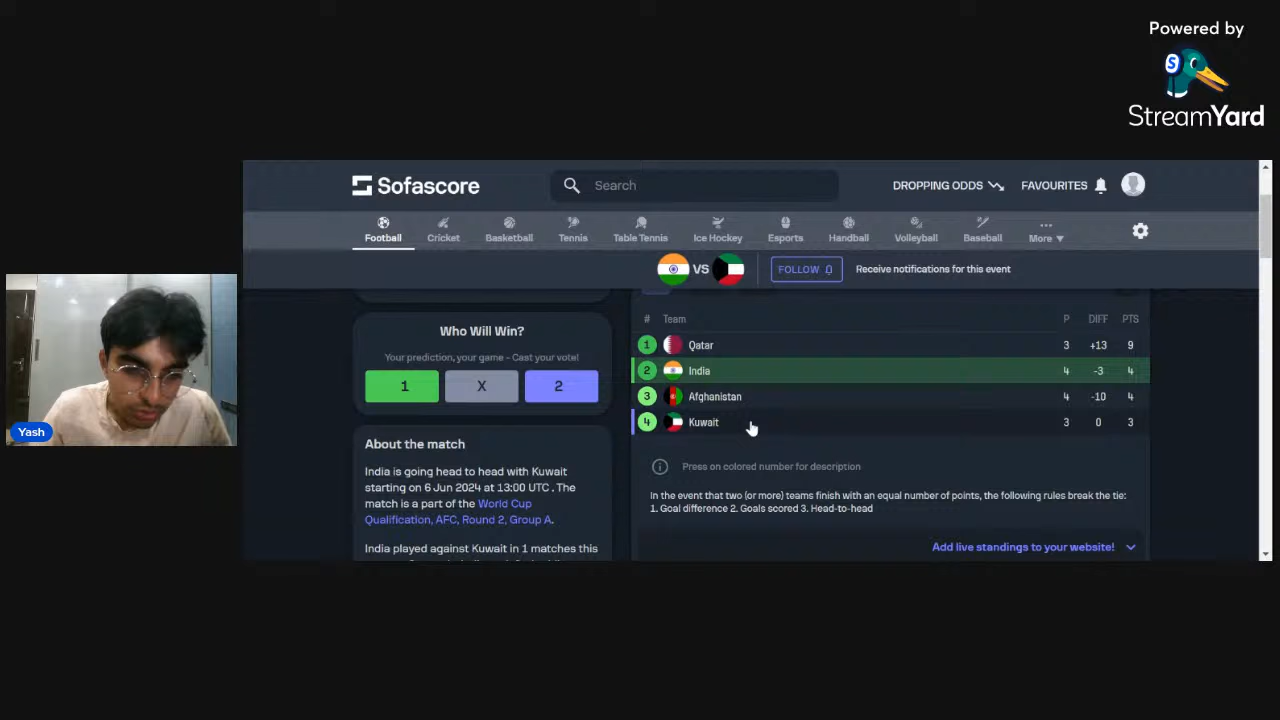 Powered by
StreamYard
Sofascore
Search
DROPPING ODDS
FAVOURITES
Football
Cricket
Basketball
Tennis
Table Tennis
Ice Hockey
Esports
Handball
Volleyball
Baseball
More
VS
FOLLOW
Receive notifications for this event
Who Will Win?
Your prediction, your game - Cast your vote!
1 X 2
About the match
India is going head to head with Kuwait
starting on 6 Jun 2024 at 13:00 UTC . The
match is a part of the World Cup
Qualification, AFC, Round 2, Group A.
India played against Kuwait in 1 matches this
# Team P DIFF PTS
1 Qatar 3 +13 9
2 India 4 -3 4
3 Afghanistan 4 -10 4
4 Kuwait 3 0 3
Press on colored number for description
In the event that two (or more) teams finish with an equal number of points, the following rules break the tie:
1. Goal difference 2. Goals scored 3. Head-to-head
Add live standings to your website!
Yash